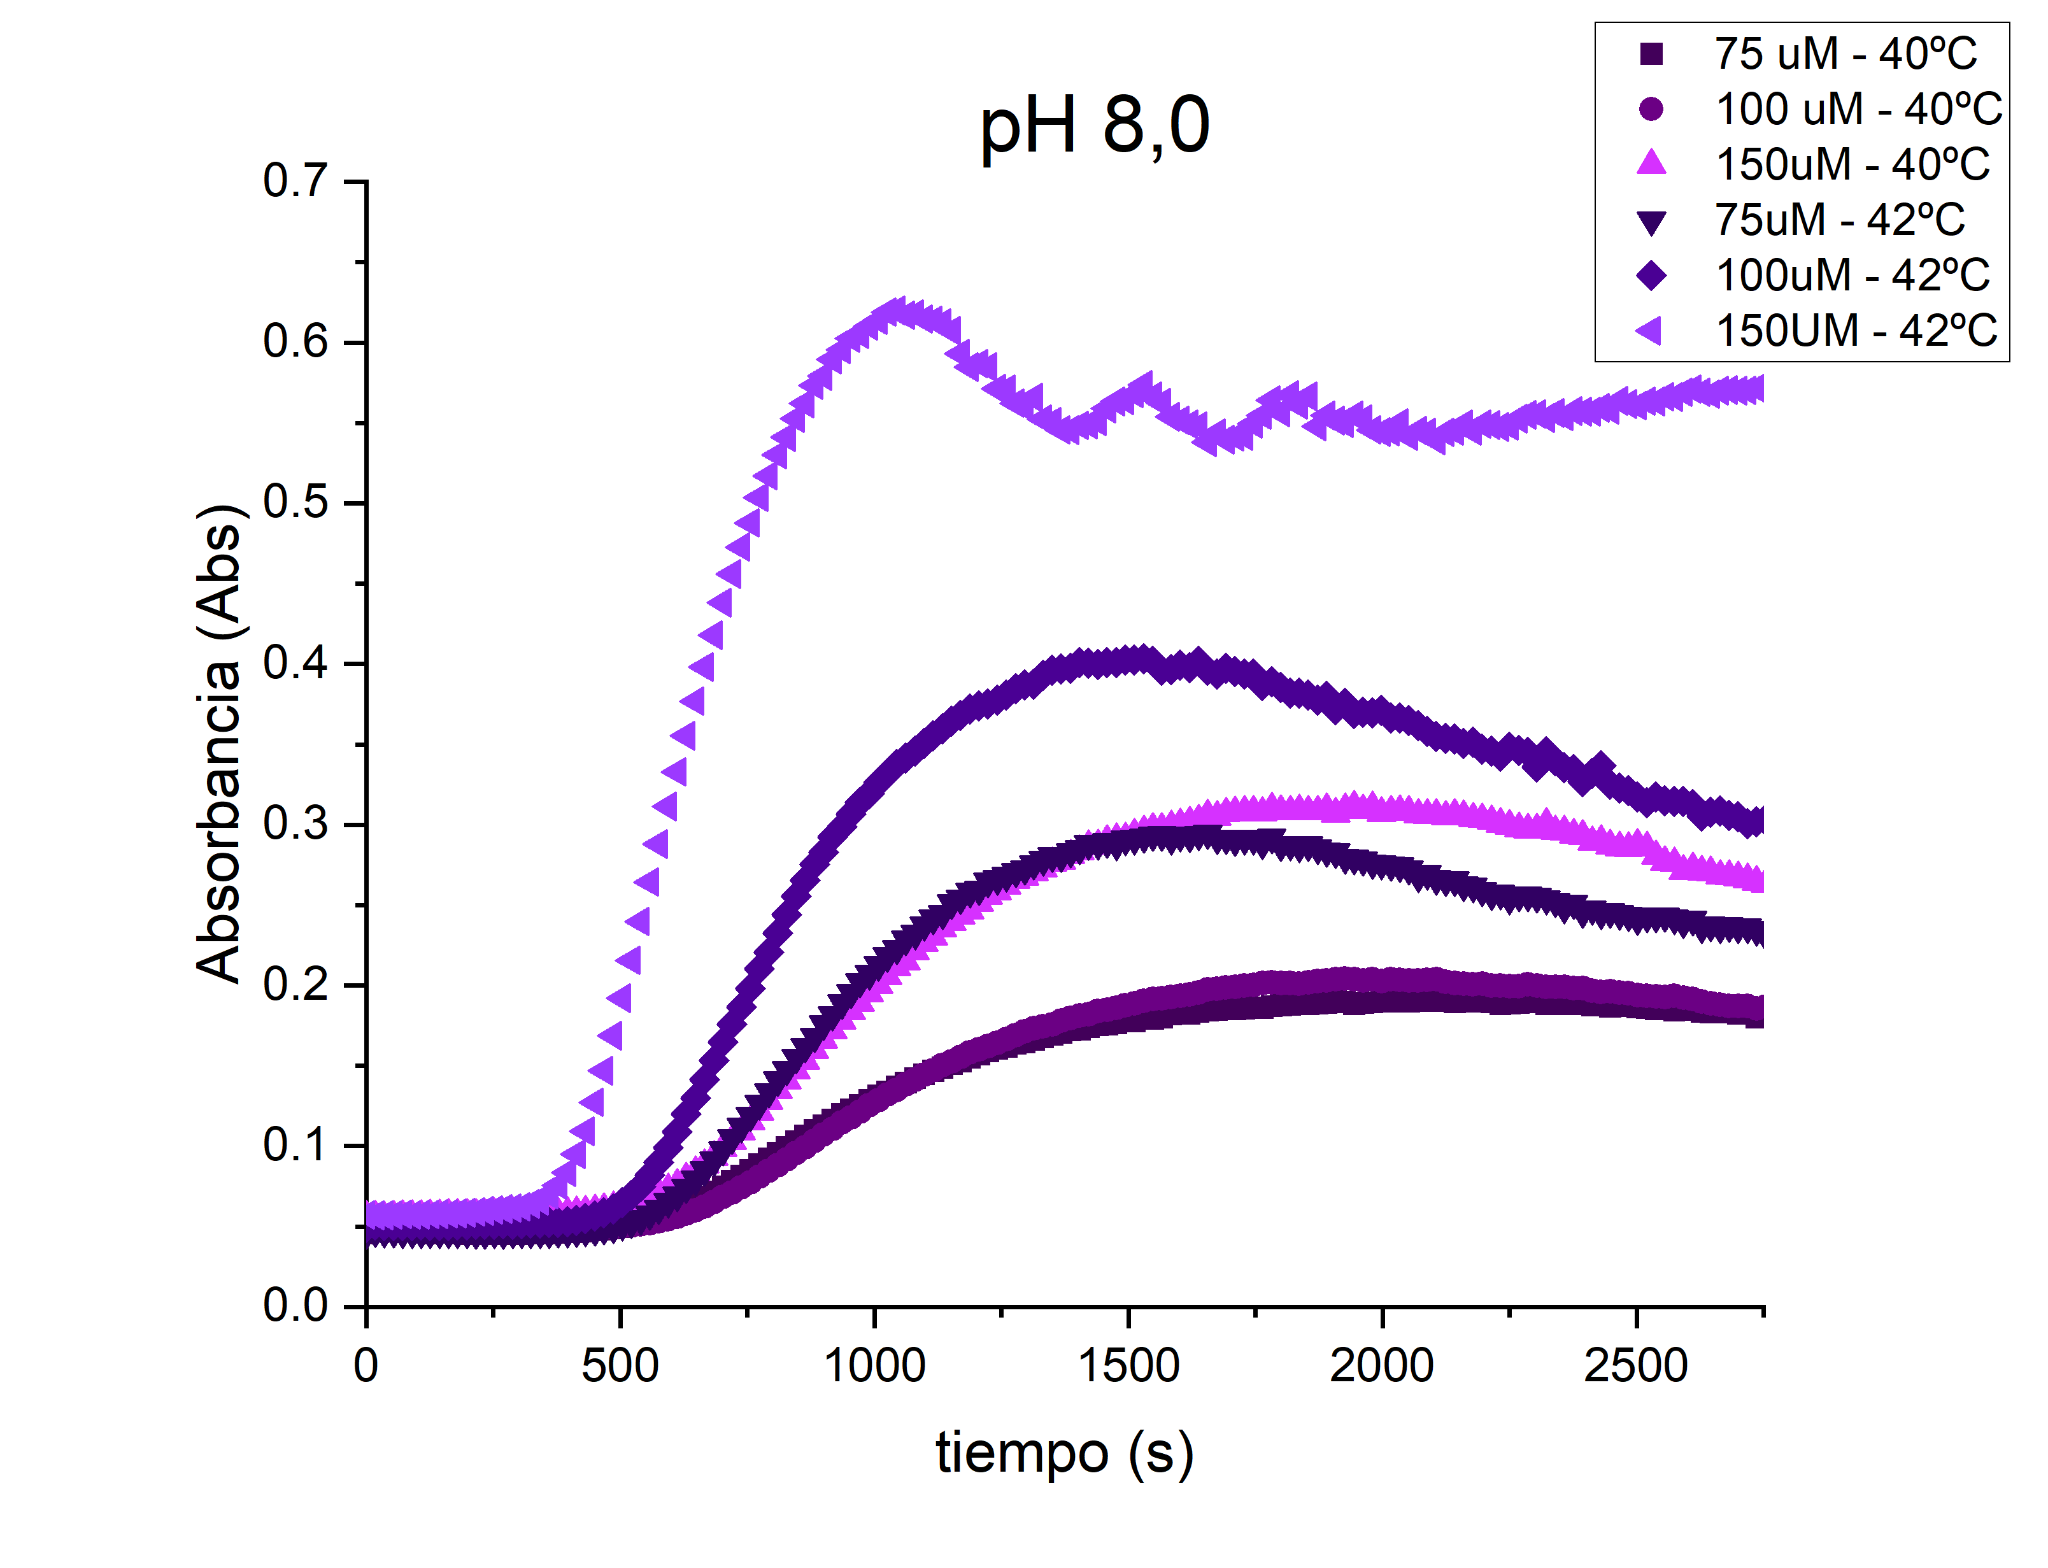 75 uM - 40ºC
100 uM - 40ºC
150uM - 40ºC
75uM - 42ºC
100uM - 42ºC
150UM - 42ºC
pH 8,0
0.7
0.6
0.5
0.4
0.3
0.2
0.1
0.0
Absorbancia (Abs)
0 500 1000 1500 2000 2500
tiempo (s)